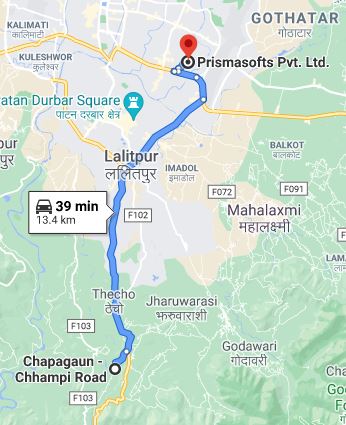 GOTHATAR
गोठाटार
KALIMATI
कालिमाटी
KULESHWOR
कुलेश्वर
Prismasofts Pvt. Ltd.
atan Durbar Square
पाटन दरबार क्षेत्र
BALKOT
बालकोट
Lalitpur
ललितपुर
IMADOL
इमाडोल
F072
F091
39 min
13.4 km
F102
Mahalaxmi
महालक्ष्मी
LAMA
Thecho
ठेचो
Jharuwarasi
झरुवाराशी
F103
Godawari
गोदावरी
Chapagaun -
Chhampi Road
F103